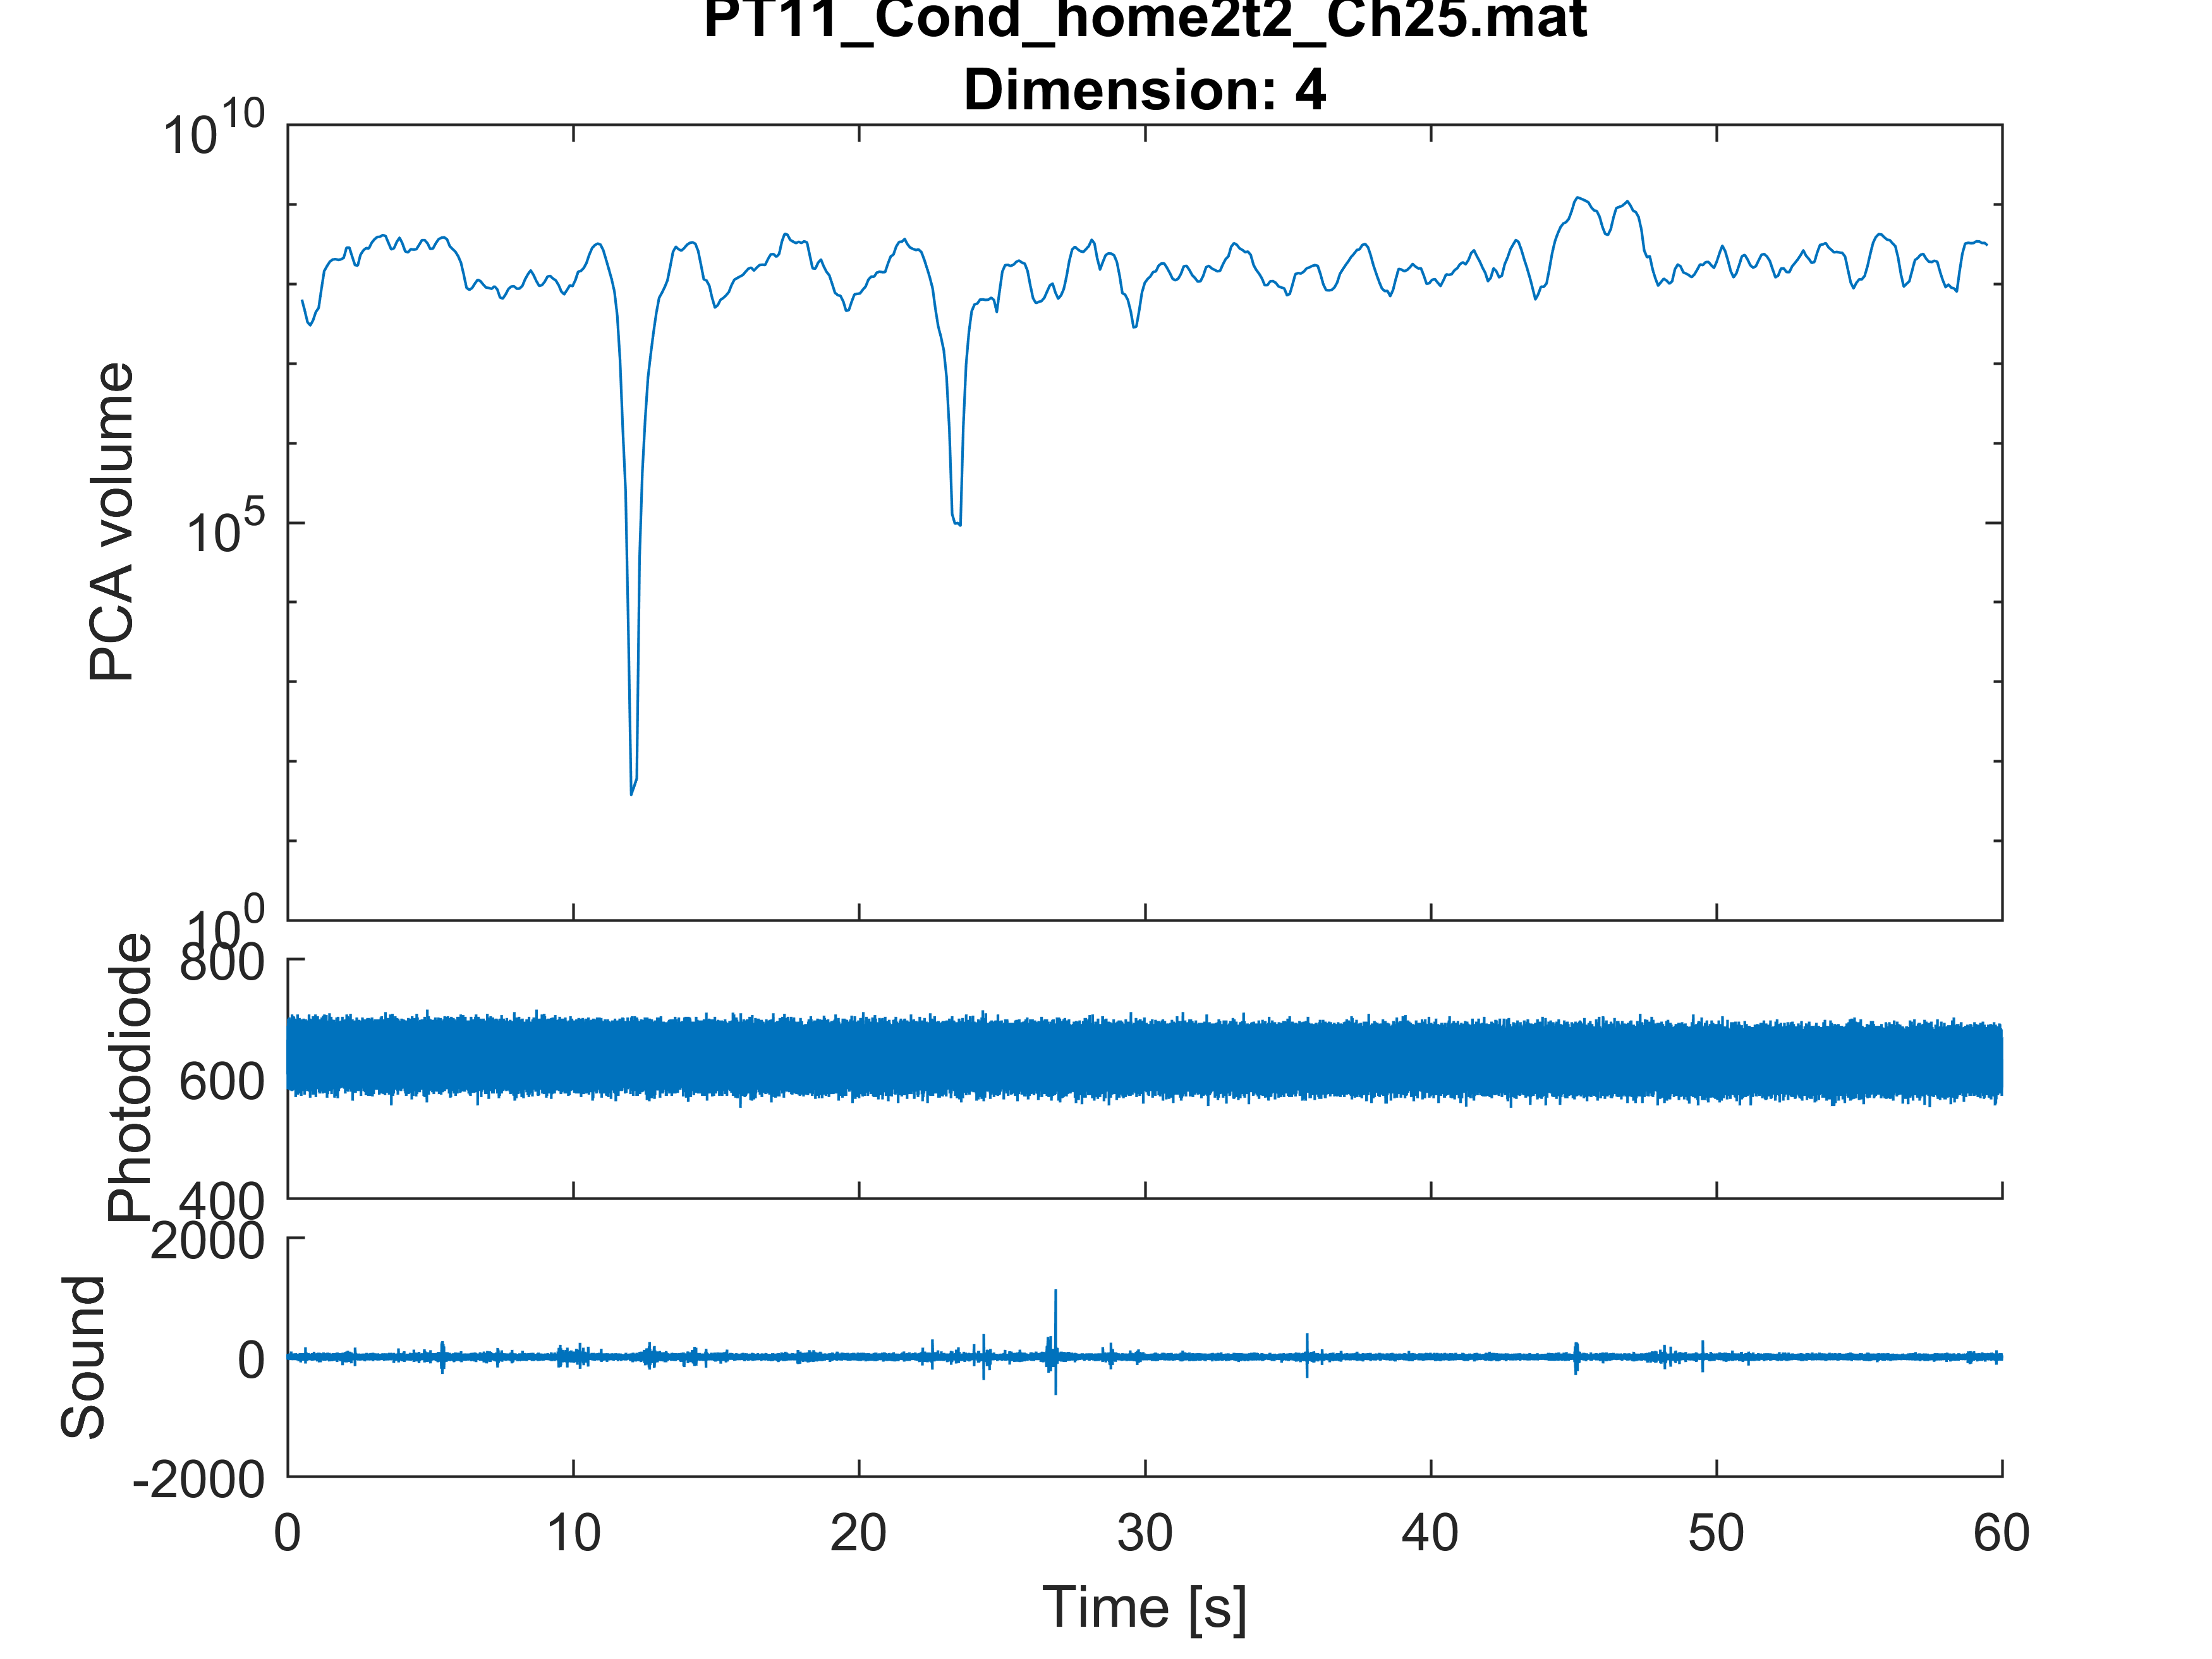 PT11_Cond_home2t2_Ch25.mat
Dimension: 4
10^10
10^5
10^0
PCA volume
800
600
400
Photodiode
2000
0
-2000
Sound
0 10 20 30 40 50 60
Time [s]